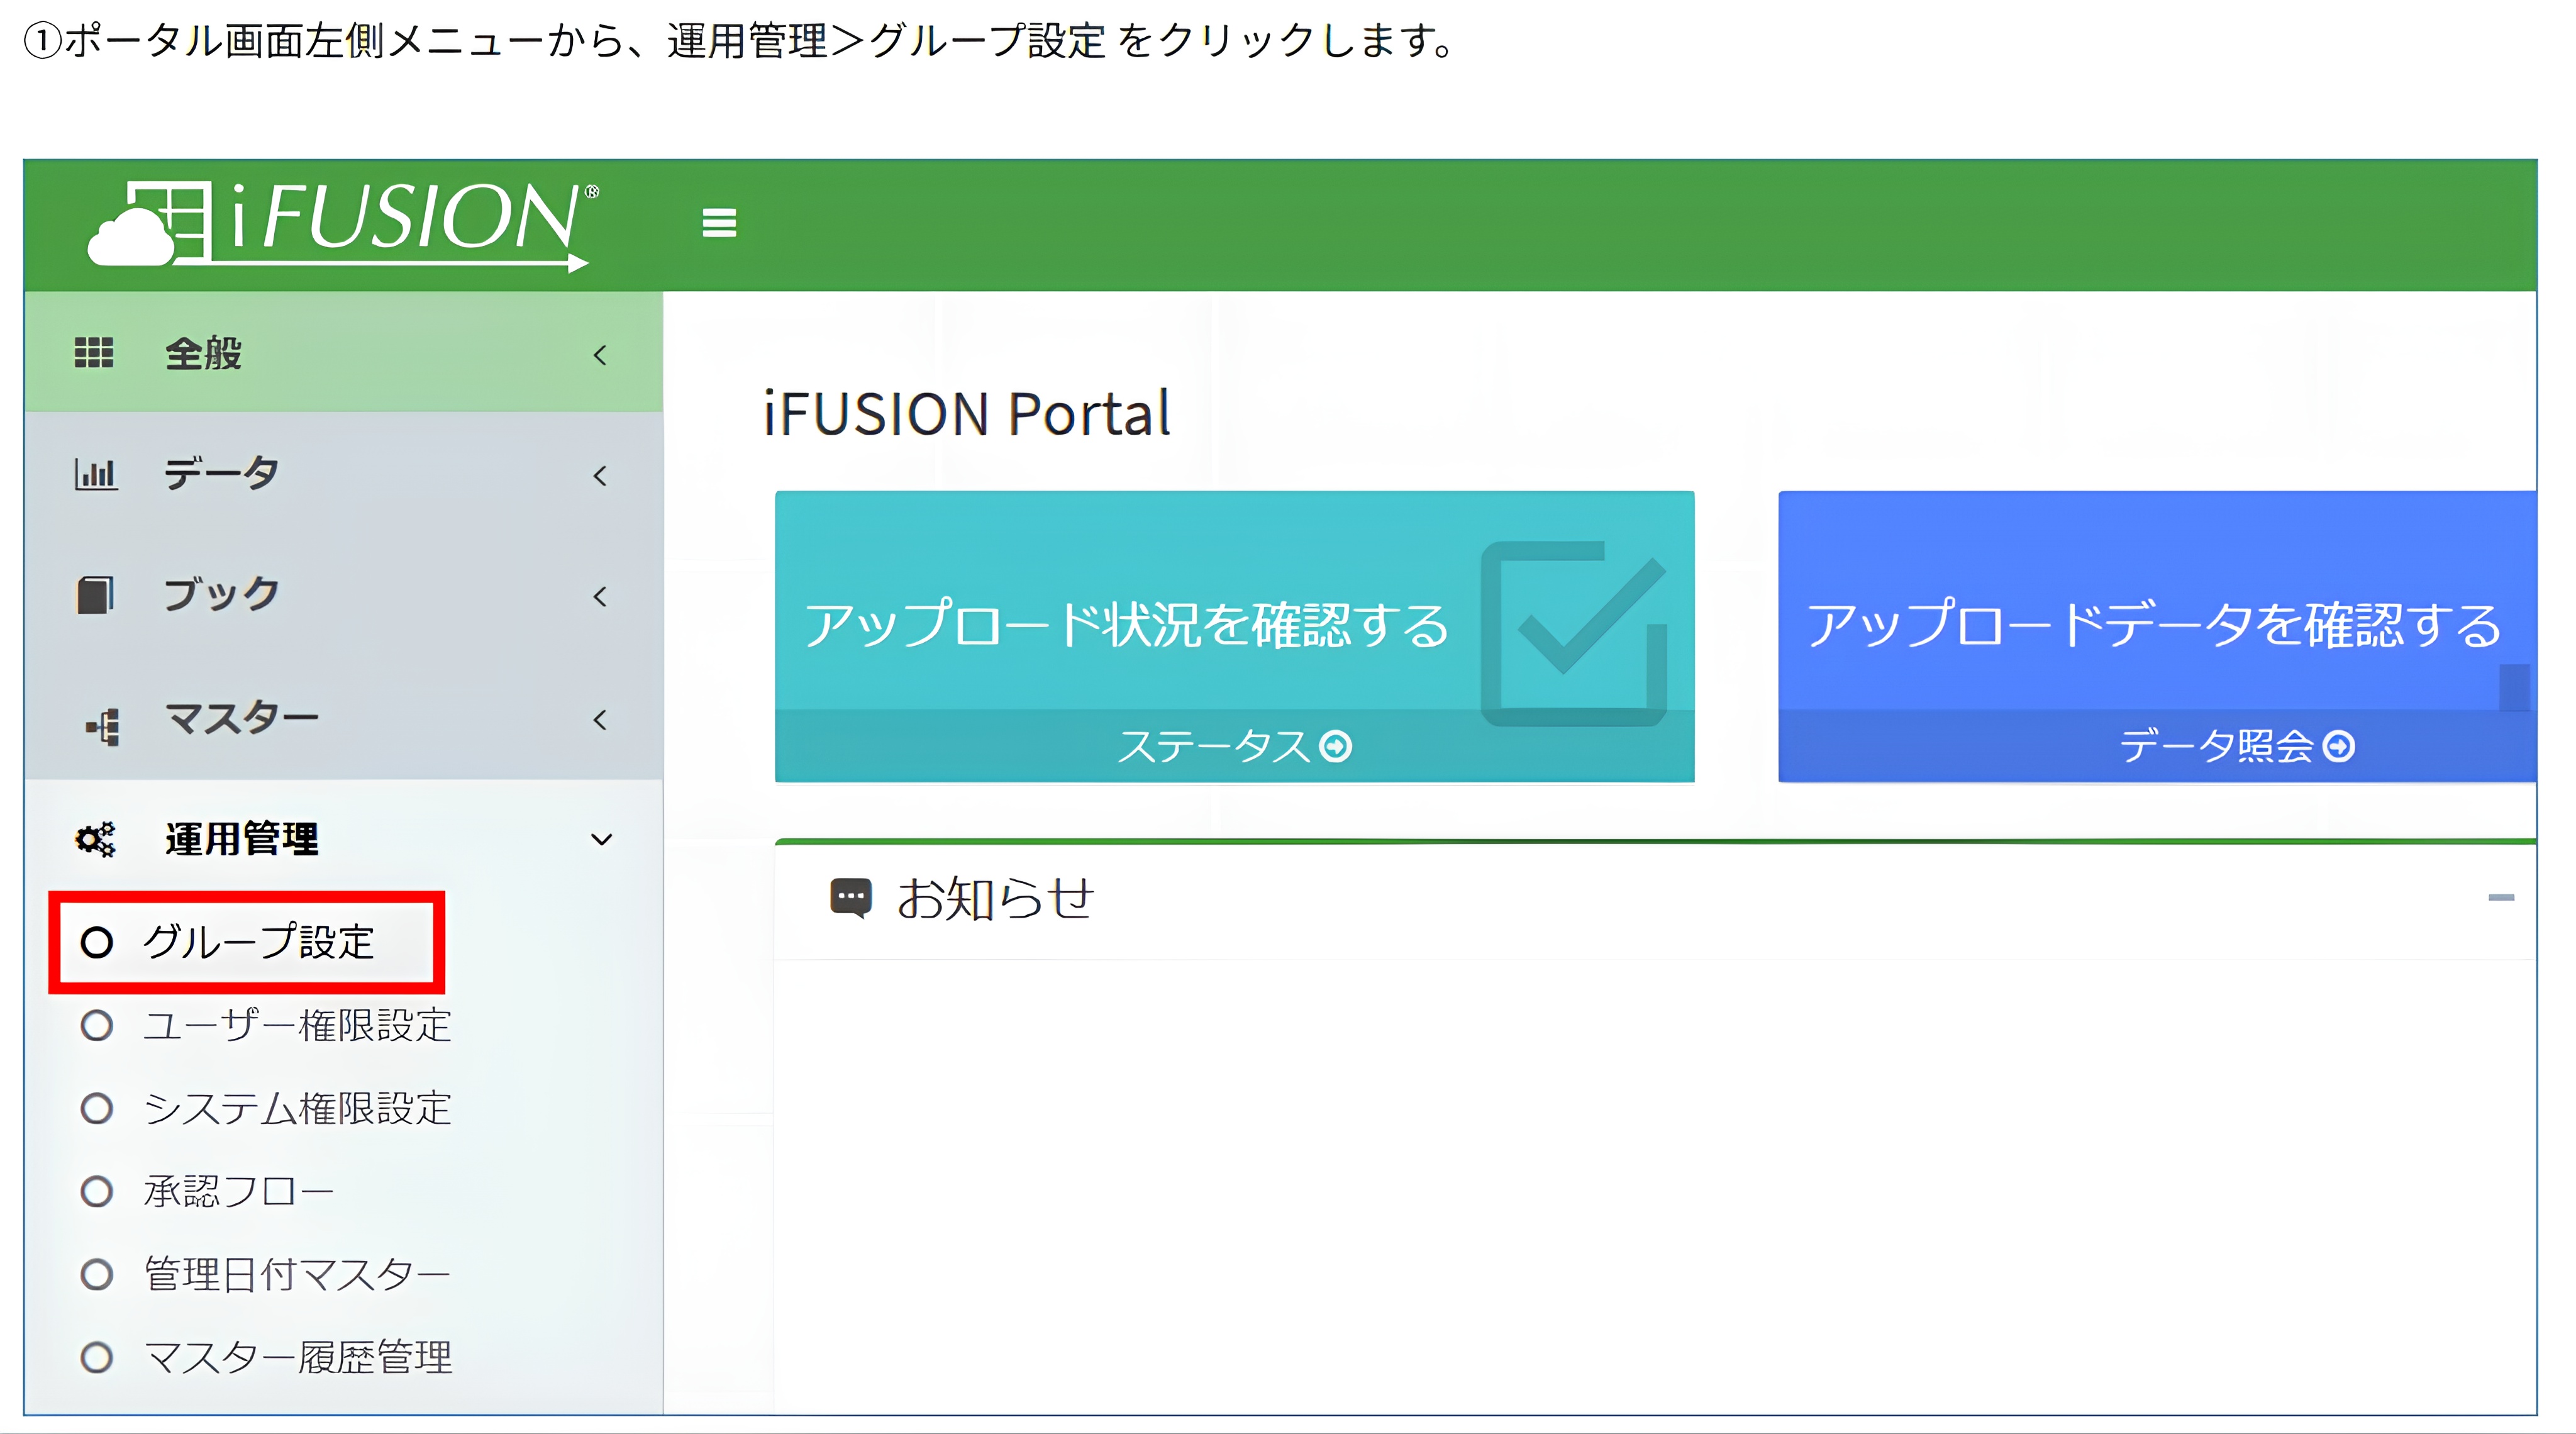 ①ポータル画面左側メニューから、運用管理＞グループ設定 をクリックします。
iFUSION®
全般
データ
ブック
マスター
運用管理
グループ設定
ユーザー権限設定
システム権限設定
承認フロー
管理日付マスター
マスター履歴管理
iFUSION Portal
アップロード状況を確認する
ステータス
アップロードデータを確認する
データ照会
お知らせ